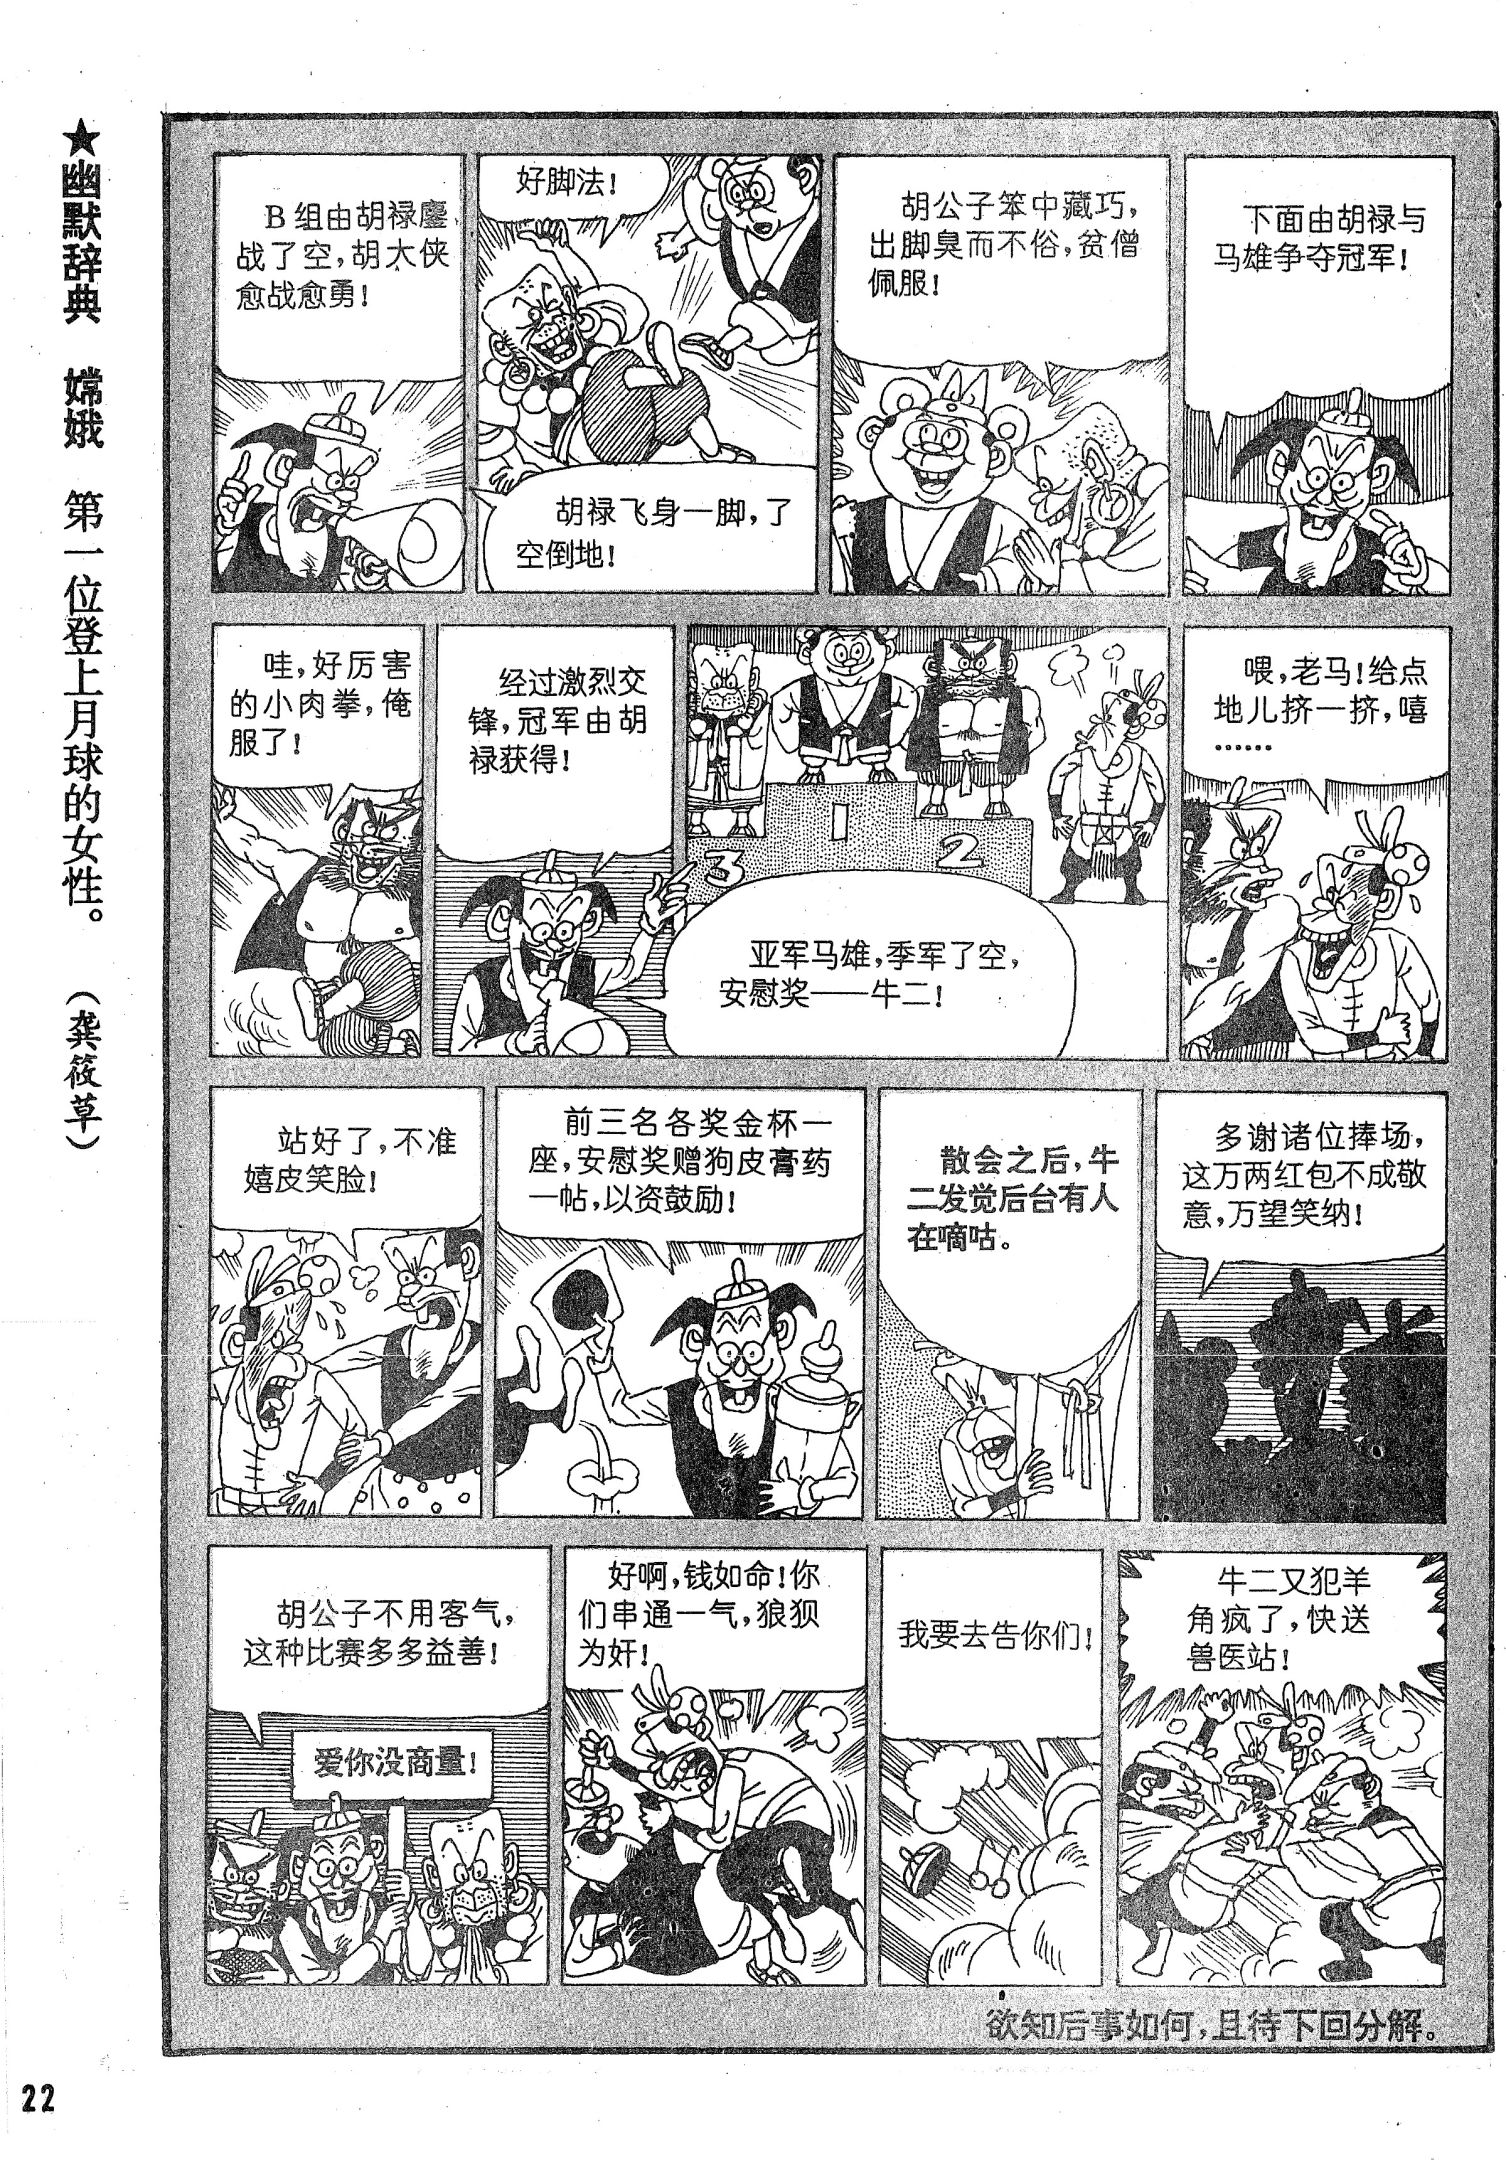 ★幽默辞典 嫦娥 第一位登上月球的女性。 (龚筱草)
B组由胡禄鏖
战了空,胡大侠
愈战愈勇!
好脚法!
胡禄飞身一脚,了
空倒地!
胡公子笨中藏巧,
出脚臭而不俗,贫僧
佩服!
下面由胡禄与
马雄争夺冠军!
哇,好厉害
的小肉拳,俺
服了!
经过激烈交
锋,冠军由胡
禄获得!
1
2
3
亚军马雄,季军了空,
安慰奖——牛二!
喂,老马!给点
地儿挤一挤,嘻
……
站好了,不准
嬉皮笑脸!
前三名各奖金杯一
座,安慰奖赠狗皮膏药
一帖,以资鼓励!
散会之后,牛
二发觉后台有人
在嘀咕。
多谢诸位捧场,
这万两红包不成敬
意,万望笑纳!
胡公子不用客气,
这种比赛多多益善!
爱你没商量!
好啊,钱如命!你
们串通一气,狼狈
为奸!
我要去告你们!
牛二又犯羊
角疯了,快送
兽医站!
欲知后事如何,且待下回分解。
22